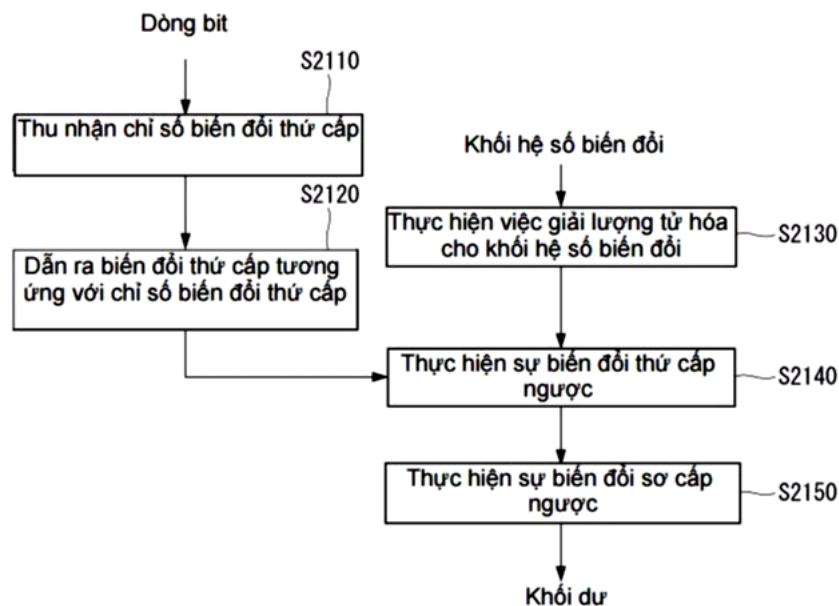 Dòng bit
S2110
Thu nhận chỉ số biến đổi thứ cấp
S2120
Dẫn ra biến đổi thứ cấp tương
ứng với chỉ số biến đổi thứ cấp
Khối hệ số biến đổi
Thực hiện việc giải lượng tử hóa
cho khối hệ số biến đổi
S2130
Thực hiện sự biến đổi thứ cấp
ngược
S2140
Thực hiện sự biến đổi sơ cấp
ngược
S2150
Khối dư